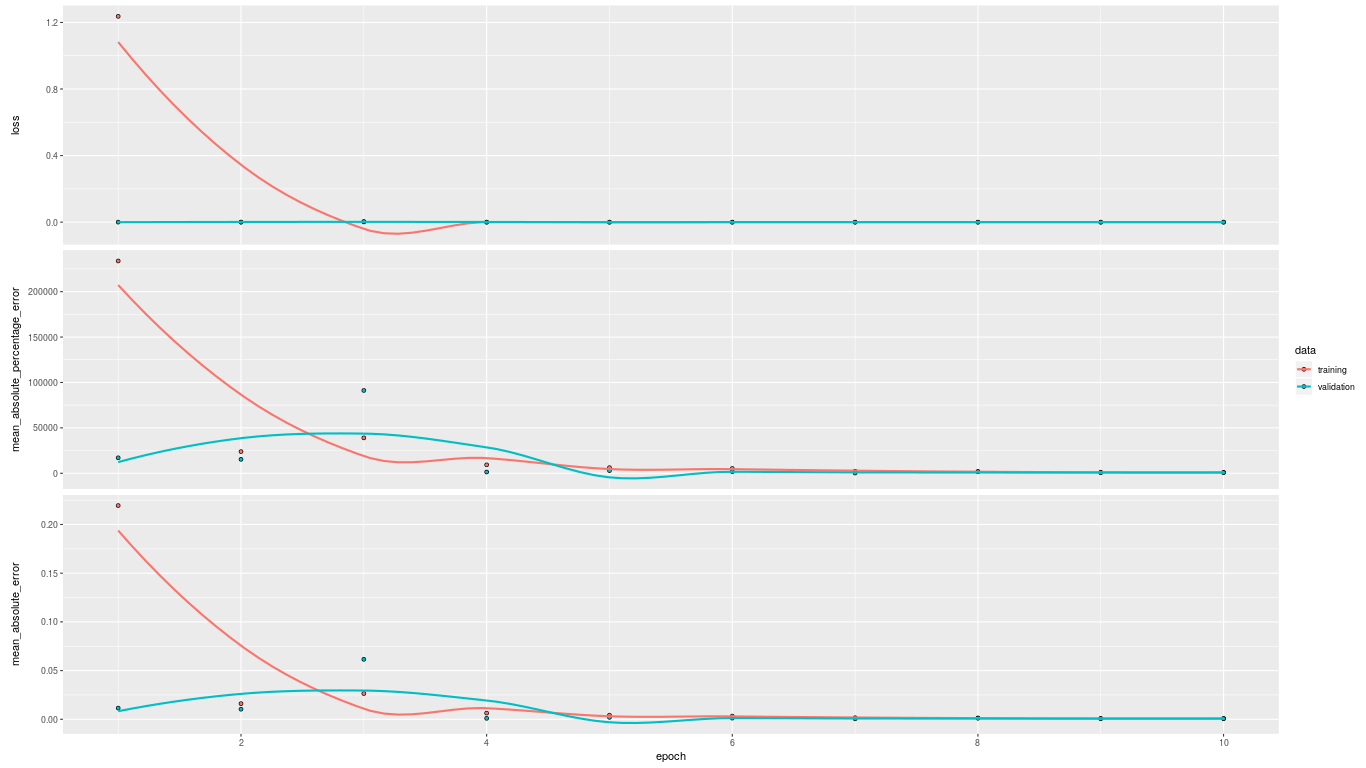 1.2
0.8
0.4
0.0
loss
200000
150000
100000
50000
0
mean_absolute_percentage_error
0.20
0.15
0.10
0.05
0.00
mean_absolute_error
2
4
6
8
10
epoch
data
training
validation